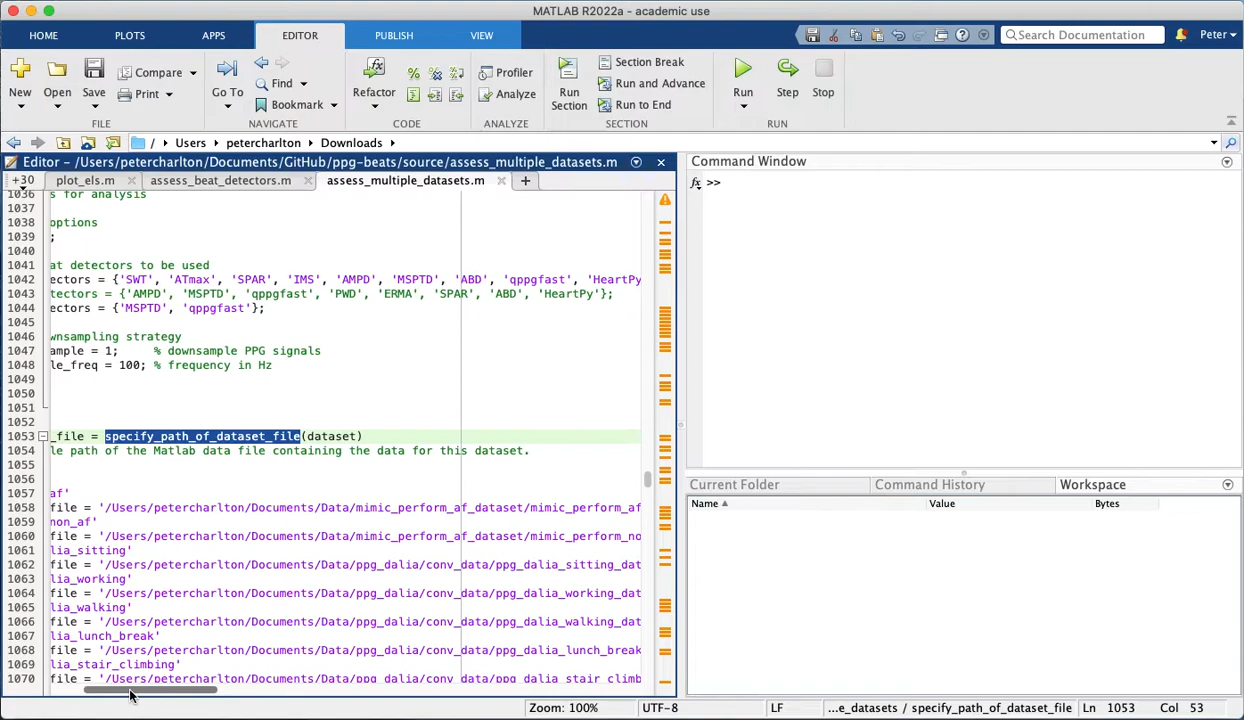 MATLAB R2022a - academic use
HOME PLOTS APPS EDITOR PUBLISH VIEW Search Documentation Peter
New Open Save Compare Print
Go To Find Bookmark
Refactor
Profiler Analyze
Run Section Section Break Run and Advance Run to End
Run Step Stop
FILE NAVIGATE CODE ANALYZE SECTION RUN
/ Users petercharlton Downloads
Editor - /Users/petercharlton/Documents/GitHub/ppg-beats/source/assess_multiple_datasets.m
+30 plot_els.m assess_beat_detectors.m assess_multiple_datasets.m
1036 s for analysis
1037
1038 options
1039 ;
1040
1041 at detectors to be used
1042 ectors = {'SWT', 'ATmax', 'SPAR', 'IMS', 'AMPD', 'MSPTD', 'ABD', 'qppgfast', 'HeartPy
1043 tectors = {'AMPD', 'MSPTD', 'qppgfast', 'PWD', 'ERMA', 'SPAR', 'ABD', 'HeartPy'};
1044 ectors = {'MSPTD', 'qppgfast'};
1045
1046 wnsampling strategy
1047 ample = 1; % downsample PPG signals
1048 le_freq = 100; % frequency in Hz
1049
1050
1051
1052
1053 _file = specify_path_of_dataset_file(dataset)
1054 le path of the Matlab data file containing the data for this dataset.
1055
1056
1057 af'
1058 file = '/Users/petercharlton/Documents/Data/mimic_perform_af_dataset/mimic_perform_af
1059 non_af'
1060 file = '/Users/petercharlton/Documents/Data/mimic_perform_af_dataset/mimic_perform_no
1061 lia_sitting'
1062 file = '/Users/petercharlton/Documents/Data/ppg_dalia/conv_data/ppg_dalia_sitting_dat
1063 lia_working'
1064 file = '/Users/petercharlton/Documents/Data/ppg_dalia/conv_data/ppg_dalia_working_dat
1065 lia_walking'
1066 file = '/Users/petercharlton/Documents/Data/ppg_dalia/conv_data/ppg_dalia_walking_dat
1067 lia_lunch_break'
1068 file = '/Users/petercharlton/Documents/Data/ppg_dalia/conv_data/ppg_dalia_lunch_break
1069 lia_stair_climbing'
1070 file = '/Users/petercharlton/Documents/Data/ppg_dalia/conv_data/ppg_dalia_stair_climb
Command Window
fx >>
Current Folder Command History Workspace
Name Value Bytes
Zoom: 100% UTF-8 LF ...e_datasets / specify_path_of_dataset_file Ln 1053 Col 53